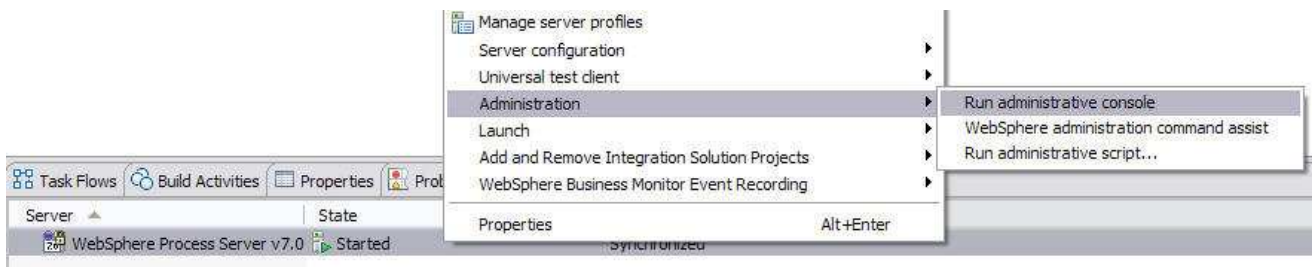 Manage server profiles
Server configuration
Universal test client
Administration
Run administrative console
WebSphere administration command assist
Launch
Run administrative script...
Add and Remove Integration Solution Projects
Task Flows Build Activities Properties Prob
WebSphere Business Monitor Event Recording
Server State
Properties Alt+Enter
WebSphere Process Server v7.0 Started Synchronized